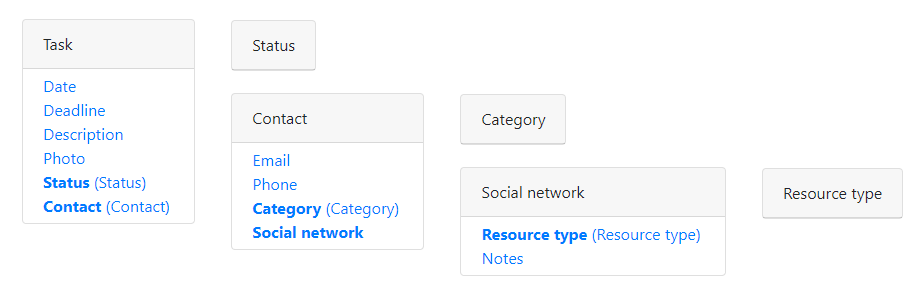 Task
Date
Deadline
Description
Photo
Status (Status)
Contact (Contact)
Status
Contact
Email
Phone
Category (Category)
Social network
Category
Social network
Resource type (Resource type)
Notes
Resource type